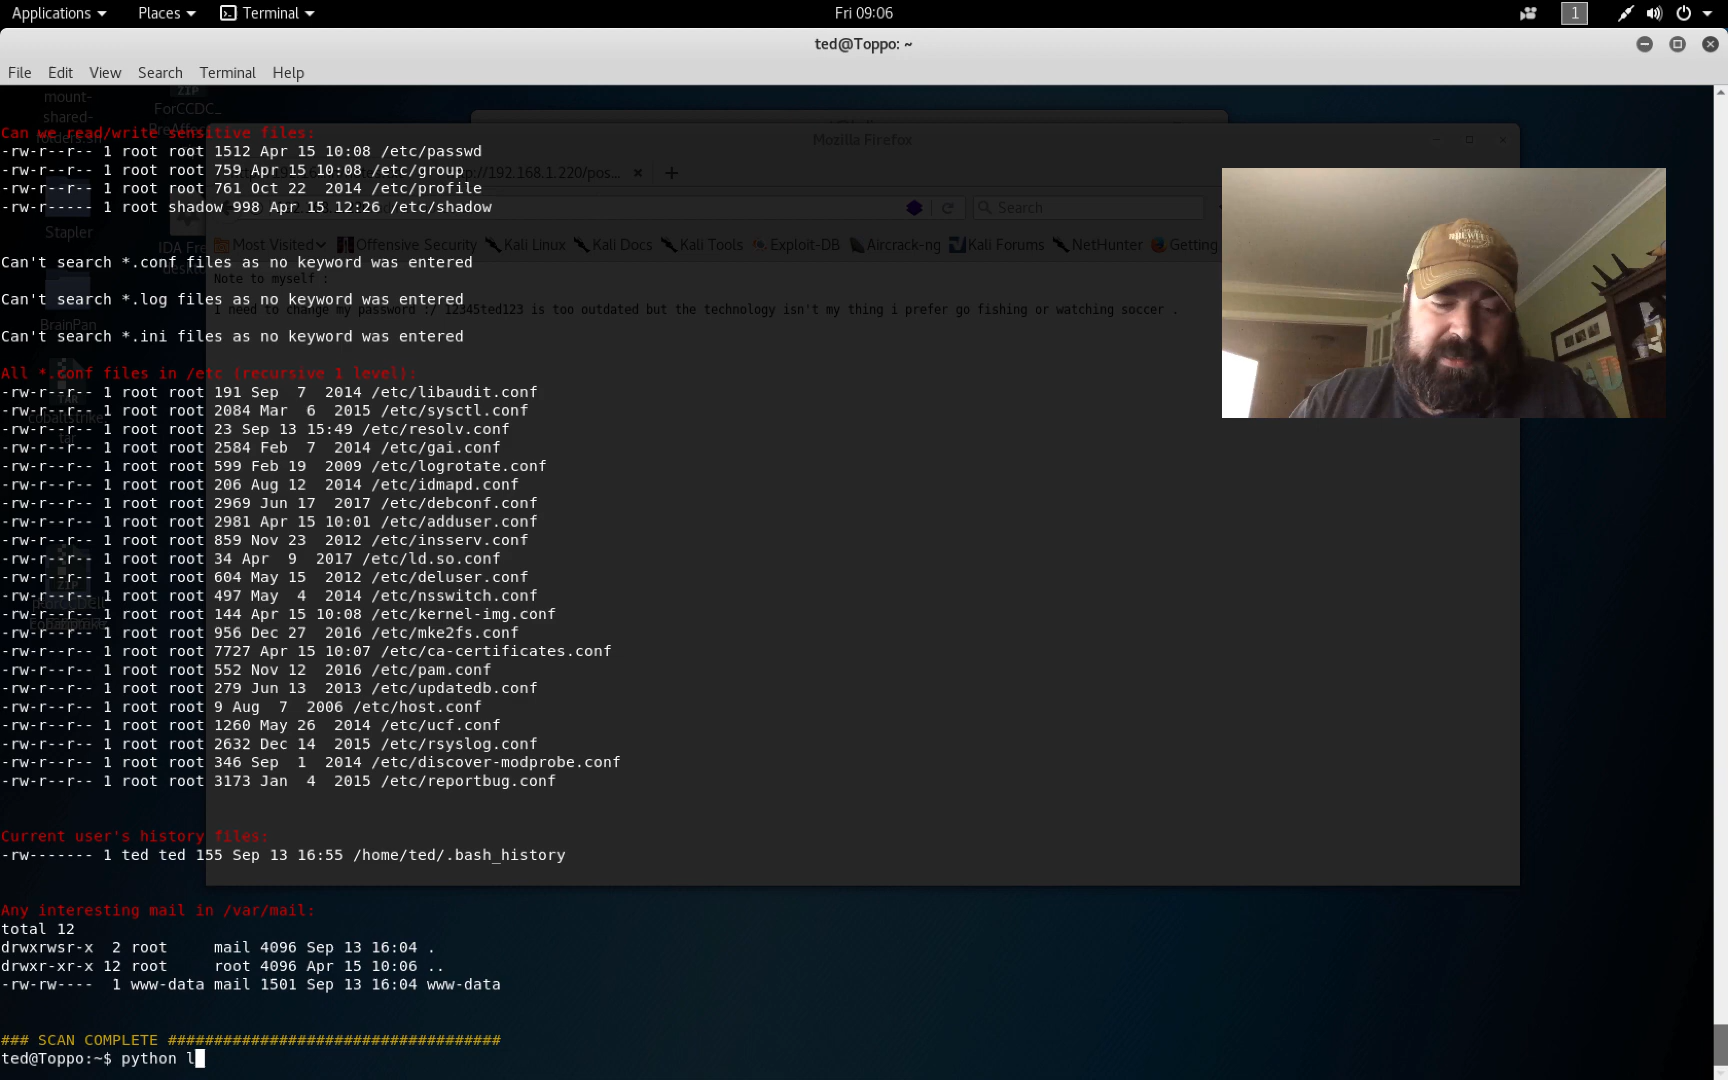 Applications Places Terminal Fri 09:06 1
ted@Toppo: ~
File Edit View Search Terminal Help
mount-
shared-
ZIP
ForCCDC_
Mozilla Firefox
Can we read/write sensitive files:
-rw-r--r-- 1 root root 1512 Apr 15 10:08 /etc/passwd
-rw-r--r-- 1 root root 759 Apr 15 10:08 /etc/group
-rw-r--r-- 1 root root 761 Oct 22  2014 /etc/profile
-rw-r----- 1 root shadow 998 Apr 15 12:26 /etc/shadow
://192.168.1.220/pos...
Search
Stapler
Most Visited Offensive Security Kali Linux Kali Docs Kali Tools Exploit-DB Aircrack-ng Kali Forums NetHunter Getting
Can't search *.conf files as no keyword was entered
Note to myself :
Can't search *.log files as no keyword was entered
I need to change my password :/ 12345ted123 is too outdated but the technology isn't my thing i prefer go fishing or watching soccer .
BrainPan
Can't search *.ini files as no keyword was entered
All *.conf files in /etc (recursive 1 level):
-rw-r--r-- 1 root root 191 Sep  7  2014 /etc/libaudit.conf
-rw-r--r-- 1 root root 2084 Mar  6  2015 /etc/sysctl.conf
-rw-r--r-- 1 root root 23 Sep 13 15:49 /etc/resolv.conf
-rw-r--r-- 1 root root 2584 Feb  7  2014 /etc/gai.conf
-rw-r--r-- 1 root root 599 Feb 19  2009 /etc/logrotate.conf
-rw-r--r-- 1 root root 206 Aug 12  2014 /etc/idmapd.conf
-rw-r--r-- 1 root root 2969 Jun 17  2017 /etc/debconf.conf
-rw-r--r-- 1 root root 2981 Apr 15 10:01 /etc/adduser.conf
-rw-r--r-- 1 root root 859 Nov 23  2012 /etc/insserv.conf
-rw-r--r-- 1 root root 34 Apr  9  2017 /etc/ld.so.conf
-rw-r--r-- 1 root root 604 May 15  2012 /etc/deluser.conf
-rw-r--r-- 1 root root 497 May  4  2014 /etc/nsswitch.conf
-rw-r--r-- 1 root root 144 Apr 15 10:08 /etc/kernel-img.conf
-rw-r--r-- 1 root root 956 Dec 27  2016 /etc/mke2fs.conf
-rw-r--r-- 1 root root 7727 Apr 15 10:07 /etc/ca-certificates.conf
-rw-r--r-- 1 root root 552 Nov 12  2016 /etc/pam.conf
-rw-r--r-- 1 root root 279 Jun 13  2013 /etc/updatedb.conf
-rw-r--r-- 1 root root 9 Aug  7  2006 /etc/host.conf
-rw-r--r-- 1 root root 1260 May 26  2014 /etc/ucf.conf
-rw-r--r-- 1 root root 2632 Dec 14  2015 /etc/rsyslog.conf
-rw-r--r-- 1 root root 346 Sep  1  2014 /etc/discover-modprobe.conf
-rw-r--r-- 1 root root 3173 Jan  4  2015 /etc/reportbug.conf
Current user's history files:
-rw------- 1 ted ted 155 Sep 13 16:55 /home/ted/.bash_history
Any interesting mail in /var/mail:
total 12
drwxrwsr-x  2 root     mail 4096 Sep 13 16:04 .
drwxr-xr-x 12 root     root 4096 Apr 15 10:06 ..
-rw-rw----  1 www-data mail 1501 Sep 13 16:04 www-data
### SCAN COMPLETE ####################################
ted@Toppo:~$ python l